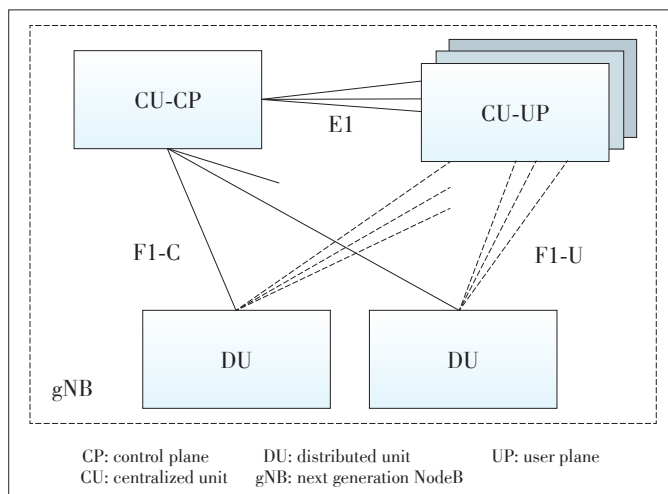 CU-CP
CU-UP
E1
F1-C
F1-U
DU
DU
gNB
CP: control plane DU: distributed unit UP: user plane
CU: centralized unit gNB: next generation NodeB